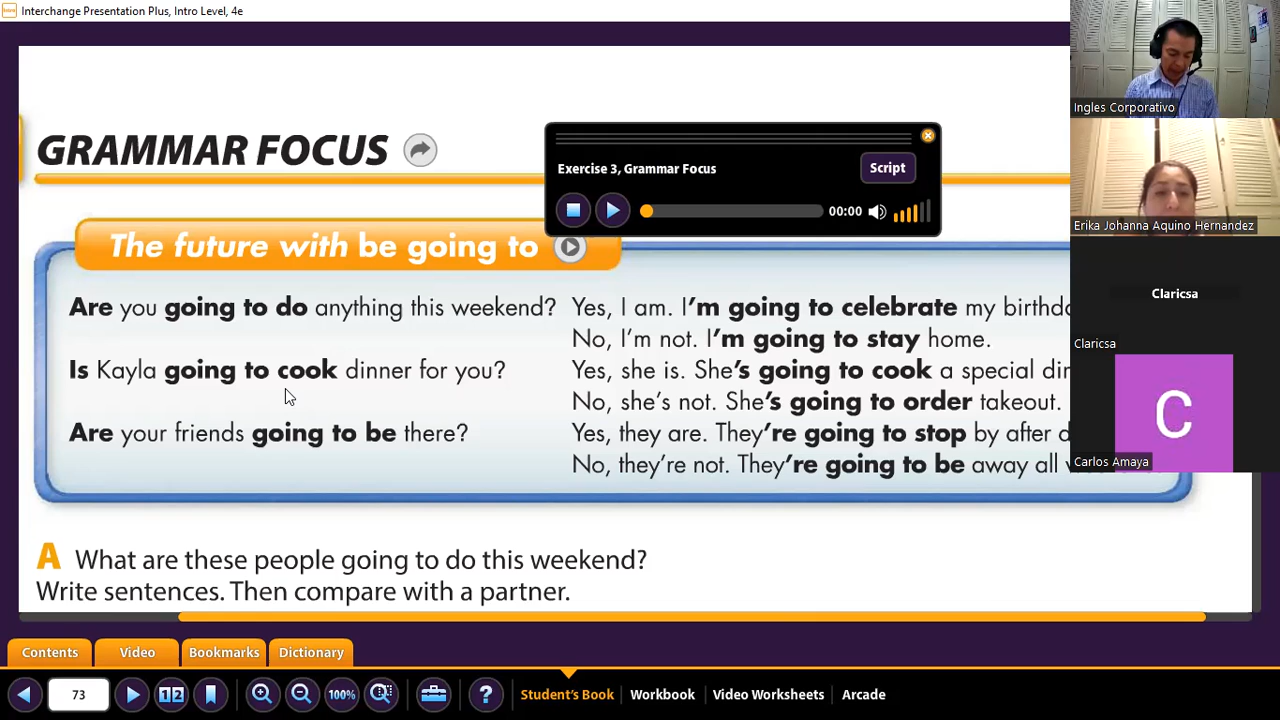 Interchange Presentation Plus, Intro Level, 4e
GRAMMAR FOCUS
Exercise 3, Grammar Focus
Script
00:00
The future with be going to
Are you going to do anything this weekend? Yes, I am. I'm going to celebrate my
No, I'm not. I'm going to stay home.
Is Kayla going to cook dinner for you? Yes, she is. She's going to cook a special
No, she's not. She's going to order takeout.
Are your friends going to be there? Yes, they are. They're going to stop by after
No, they're not. They're going to be away all
A What are these people going to do this weekend?
Write sentences. Then compare with a partner.
Ingles Corporativo
Erika Johanna Aquino Hernandez
Claricsa
Claricsa
C
Carlos Amaya
Contents Video Bookmarks Dictionary
73 12 100% ? Student's Book Workbook Video Worksheets Arcade